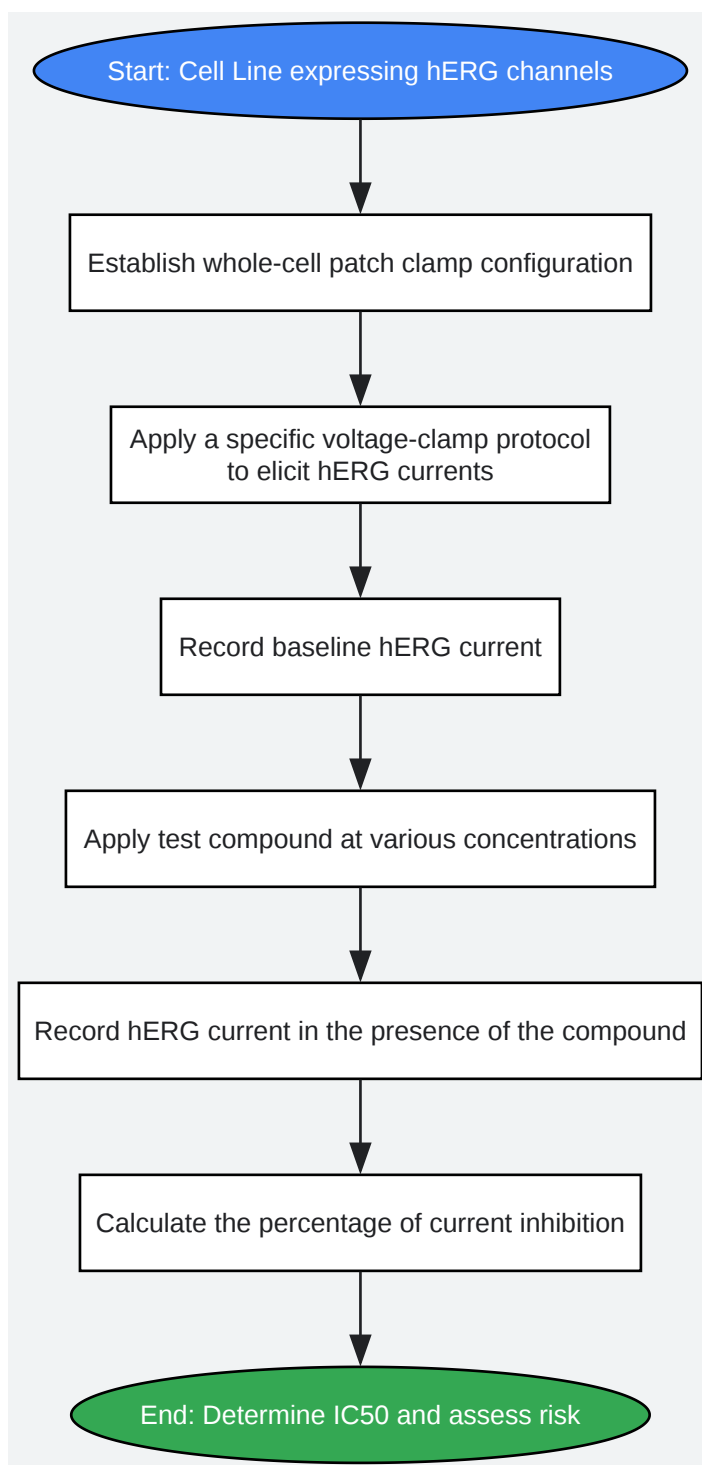 Start: Cell Line expressing hERG channels
Establish whole-cell patch clamp configuration
Apply a specific voltage-clamp protocol
to elicit hERG currents
Record baseline hERG current
Apply test compound at various concentrations
Record hERG current in the presence of the compound
Calculate the percentage of current inhibition
End: Determine IC50 and assess risk